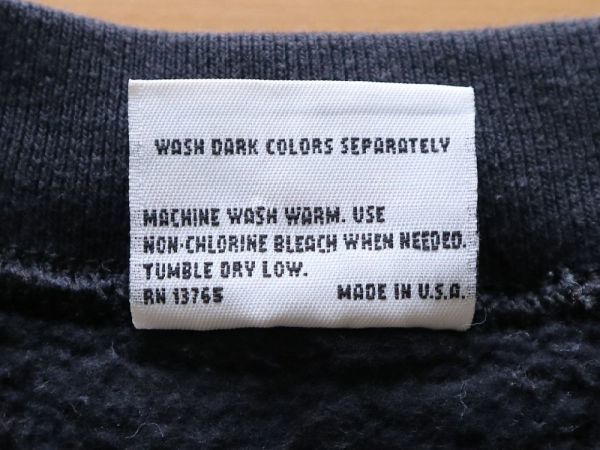 WASH DARK COLORS SEPARATELY
MACHINE WASH WARM. USE
NON-CHLORINE BLEACH WHEN NEEDED.
TUMBLE DRY LOW.
RN 13765 MADE IN U.S.A.